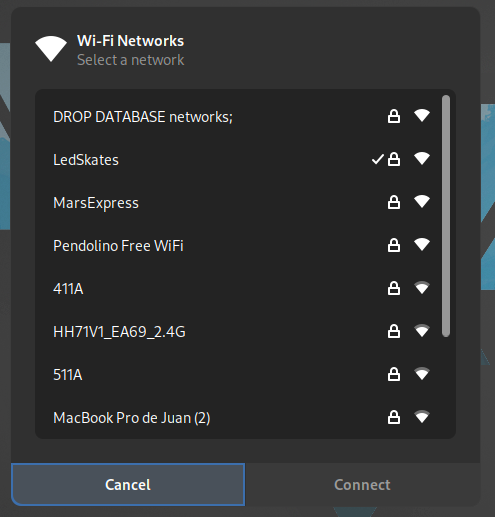 Wi-Fi Networks
Select a network
DROP DATABASE networks;
LedSkates
MarsExpress
Pendolino Free WiFi
411A
HH71V1_EA69_2.4G
511A
MacBook Pro de Juan (2)
Cancel
Connect